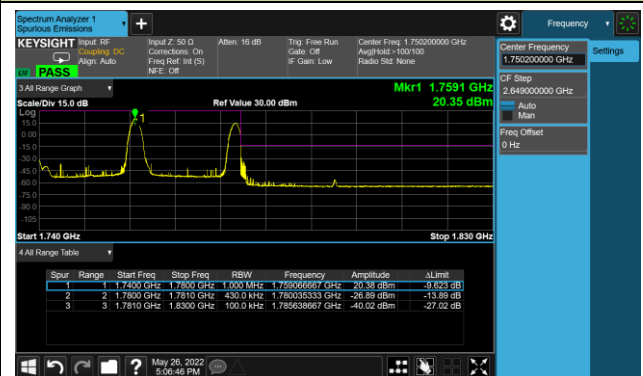 Spectrum Analyzer 1
Spurious Emissions
+
Frequency
KEYSIGHT Input: RF
Coupling: DC
Align: Auto
Input Z: 50 Ω
Corrections: On
Freq Ref: Int (S)
NFE: Off
Atten: 16 dB
Trig: Free Run
Gate: Off
IF Gain: Low
Center Freq: 1.750200000 GHz
Avg|Hold:>100/100
Radio Std: None
PASS
Center Frequency
1.750200000 GHz
Settings
CF Step
2.649000000 GHz
Auto
Man
Freq Offset
0 Hz
3 All Range Graph
Mkr1 1.7591 GHz
Scale/Div 15.0 dB
Ref Value 30.00 dBm
20.35 dBm
Log
15.0
0.00
-15.0
-30.0
-45.0
-60.0
-75.0
-90.0
-105
1
Start 1.740 GHz
Stop 1.830 GHz
4 All Range Table
Spur Range Start Freq Stop Freq RBW Frequency Amplitude ΔLimit
1 1 1.7400 GHz 1.7800 GHz 1.000 MHz 1.759066667 GHz 20.38 dBm -9.623 dB
2 2 1.7800 GHz 1.7810 GHz 430.0 kHz 1.780035333 GHz -26.89 dBm -13.89 dB
3 3 1.7810 GHz 1.8300 GHz 100.0 kHz 1.785638667 GHz -40.02 dBm -27.02 dB
?
May 26, 2022
5:06:46 PM